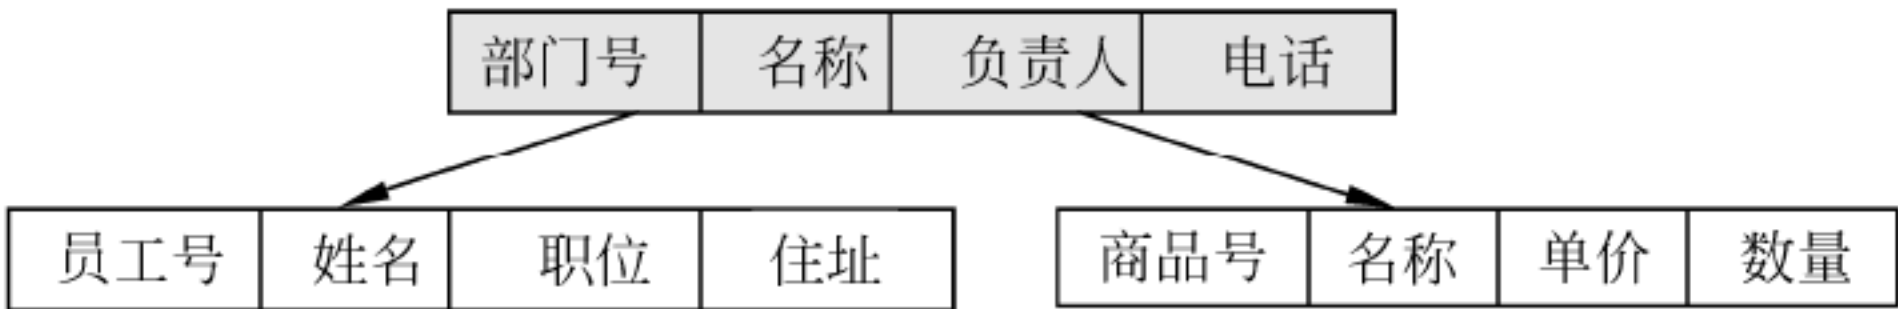 部门号 名称 负责人 电话
员工号 姓名 职位 住址 商品号 名称 单价 数量